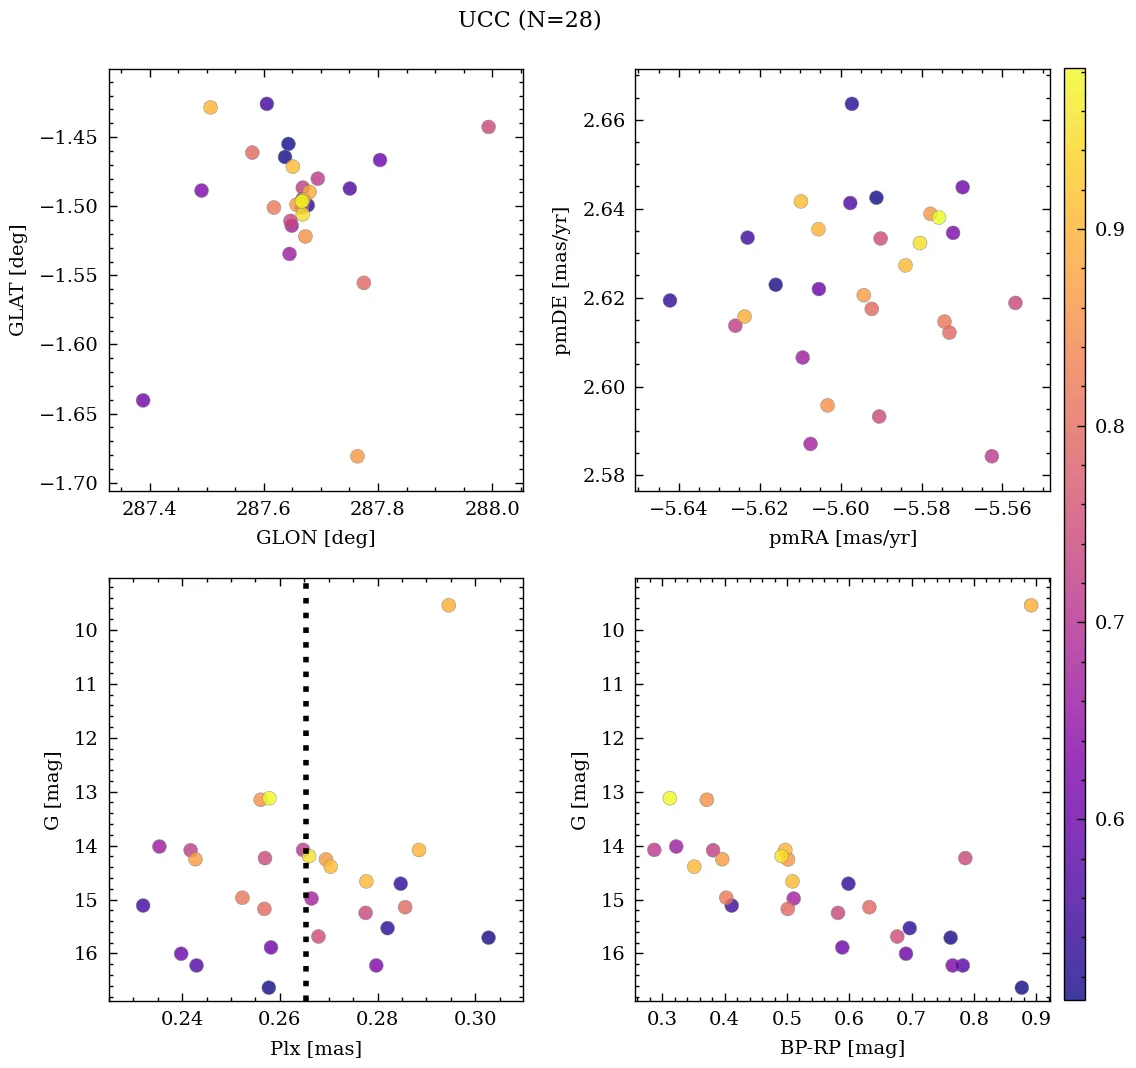 UCC (N=28)
−1.45
−1.50
−1.55
−1.60
−1.65
−1.70
GLAT [deg]
287.4 287.6 287.8 288.0
GLON [deg]
2.66
2.64
2.62
2.60
2.58
pmDE [mas/yr]
−5.64 −5.62 −5.60 −5.58 −5.56
pmRA [mas/yr]
0.9
0.8
0.7
0.6
10
11
12
13
14
15
16
G [mag]
0.24 0.26 0.28 0.30
Plx [mas]
10
11
12
13
14
15
16
G [mag]
0.3 0.4 0.5 0.6 0.7 0.8 0.9
BP-RP [mag]